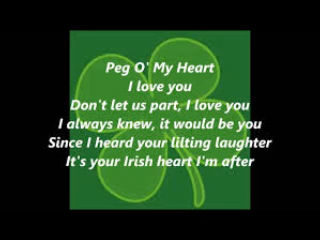 Peg O' My Heart
I love you
Don't let us part, I love you
I always knew, it would be you
Since I heard your lilting laughter
It's your Irish heart I'm after